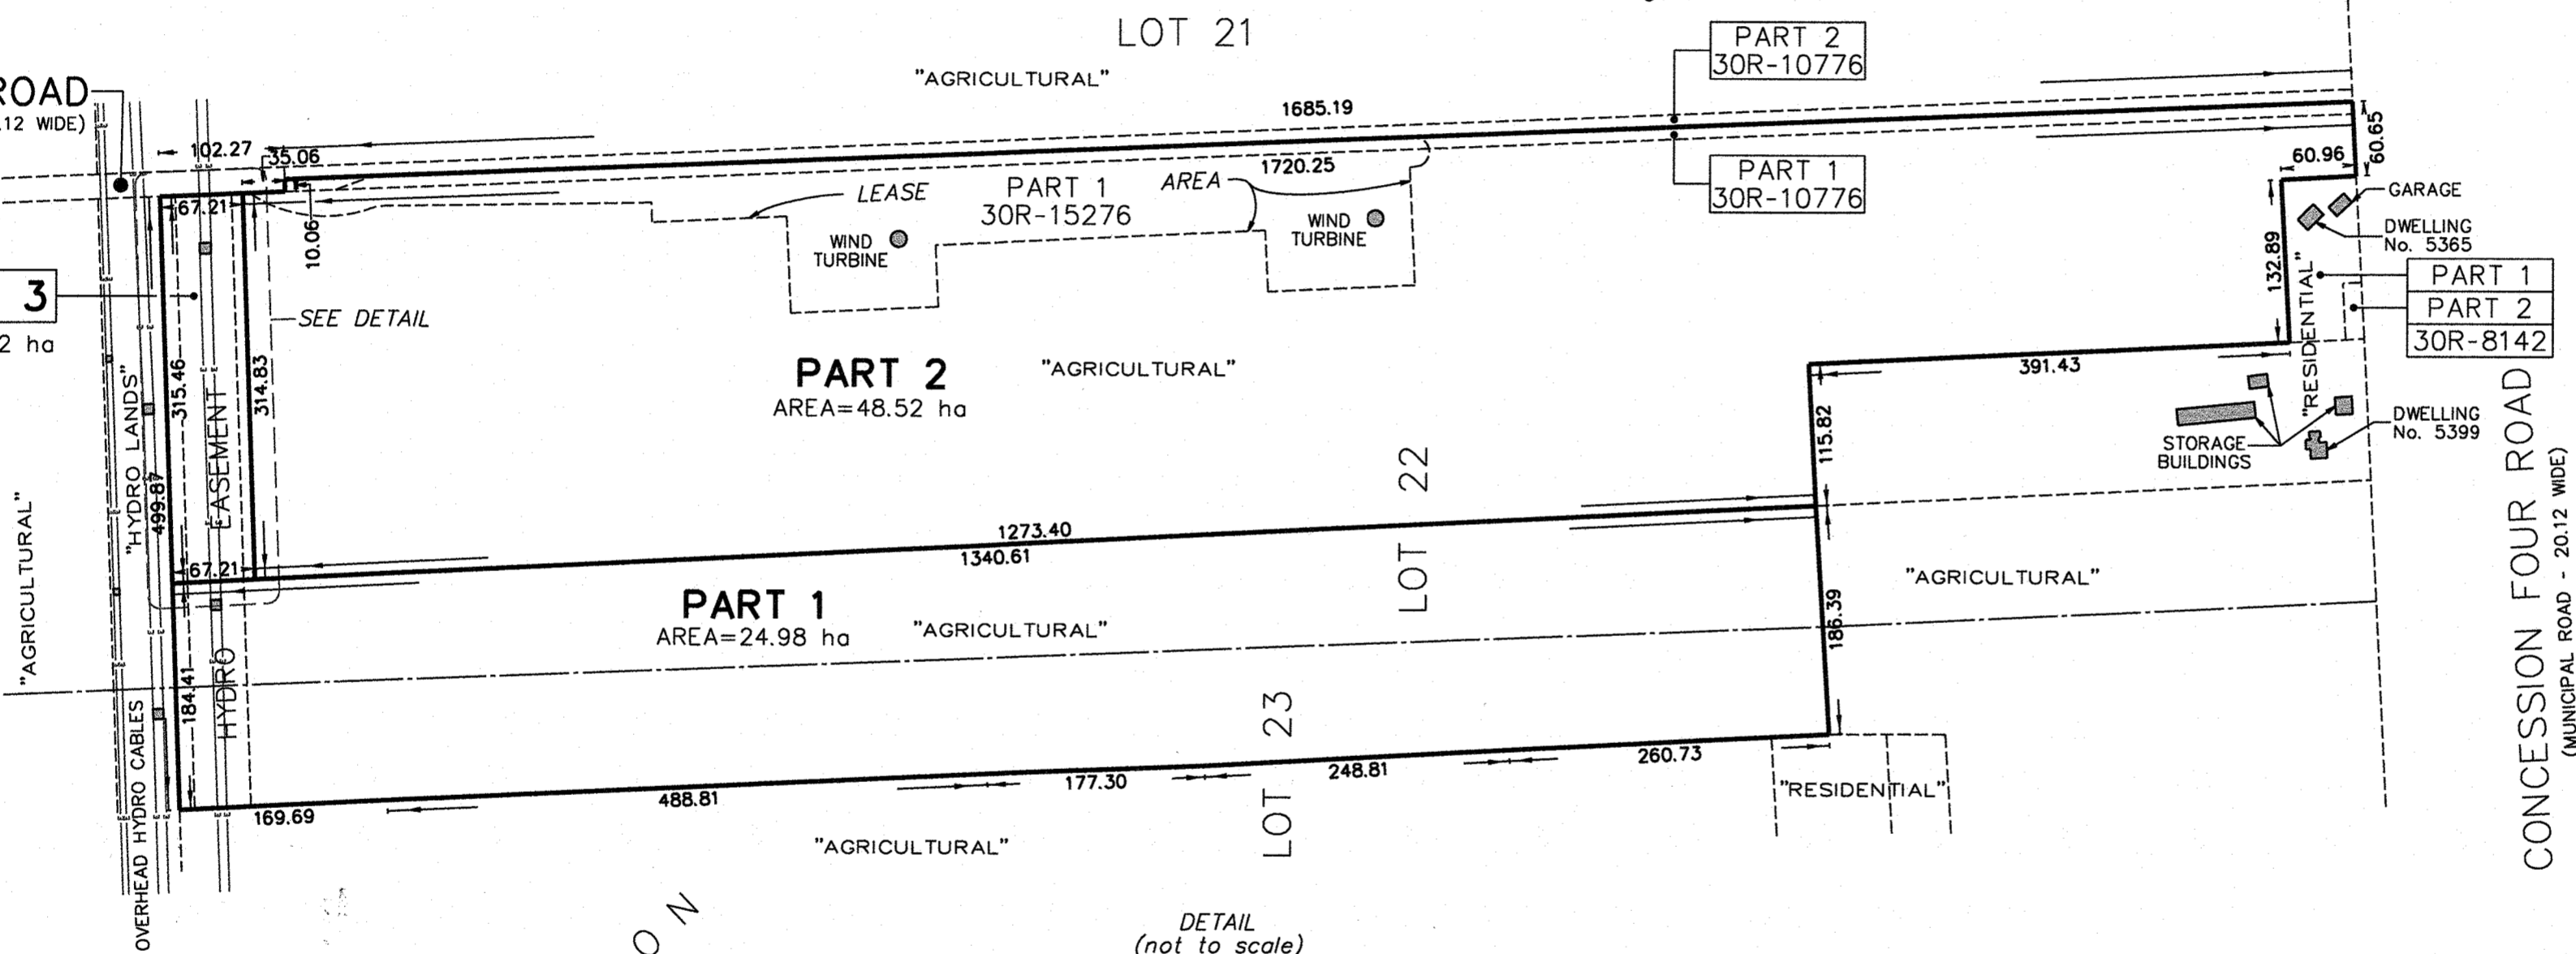 LOT 21
PART 2
30R-10776
"AGRICULTURAL"
ROAD
.12 WIDE)
1685.19
102.27
35.06
1720.25
60.65
60.96
PART 1
30R-10776
LEASE
PART 1
30R-15276
AREA
67.21
10.06
WIND
TURBINE
WIND
TURBINE
GARAGE
DWELLING
No. 5365
132.89
"RESIDENTIAL"
PART 1
PART 2
30R-8142
3
2 ha
SEE DETAIL
"HYDRO LANDS"
315.46
314.83
499.87
HYDRO EASEMENT
PART 2
AREA=48.52 ha
"AGRICULTURAL"
391.43
115.82
STORAGE
BUILDINGS
DWELLING
No. 5399
CONCESSION FOUR ROAD
(MUNICIPAL ROAD - 20.12 WIDE)
LOT 22
1273.40
1340.61
67.21
"AGRICULTURAL"
PART 1
AREA=24.98 ha
"AGRICULTURAL"
"AGRICULTURAL"
186.39
184.41
OVERHEAD HYDRO CABLES
LOT 23
169.69
488.81
177.30
248.81
260.73
"RESIDENTIAL"
"AGRICULTURAL"
O N
DETAIL
(not to scale)